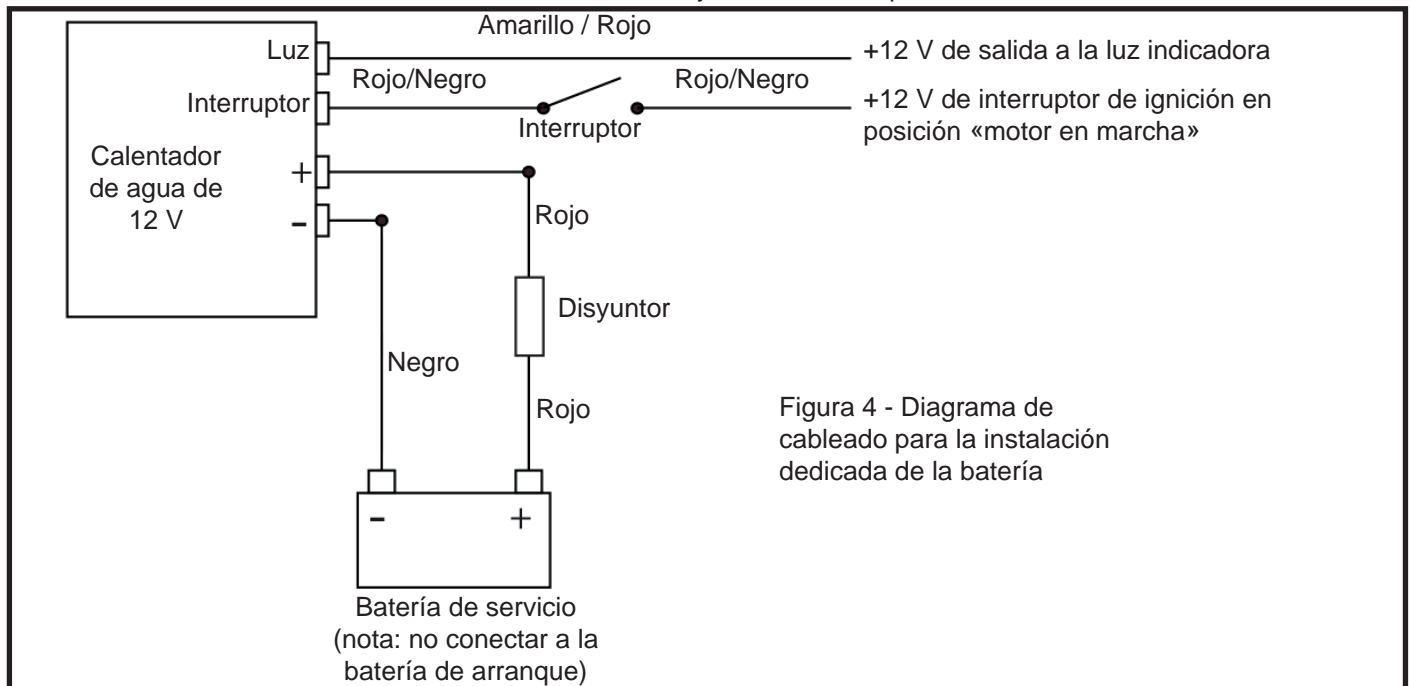 Amarillo / Rojo
Luz
+12 V de salida a la luz indicadora
Rojo/Negro
Rojo/Negro
Interruptor
Interruptor
+12 V de interruptor de ignición en
posición «motor en marcha»
Calentador
de agua de
12 V
+
-
Rojo
Disyuntor
Negro
Rojo
Figura 4 - Diagrama de
cableado para la instalación
dedicada de la batería
-
+
Batería de servicio
(nota: no conectar a la
batería de arranque)